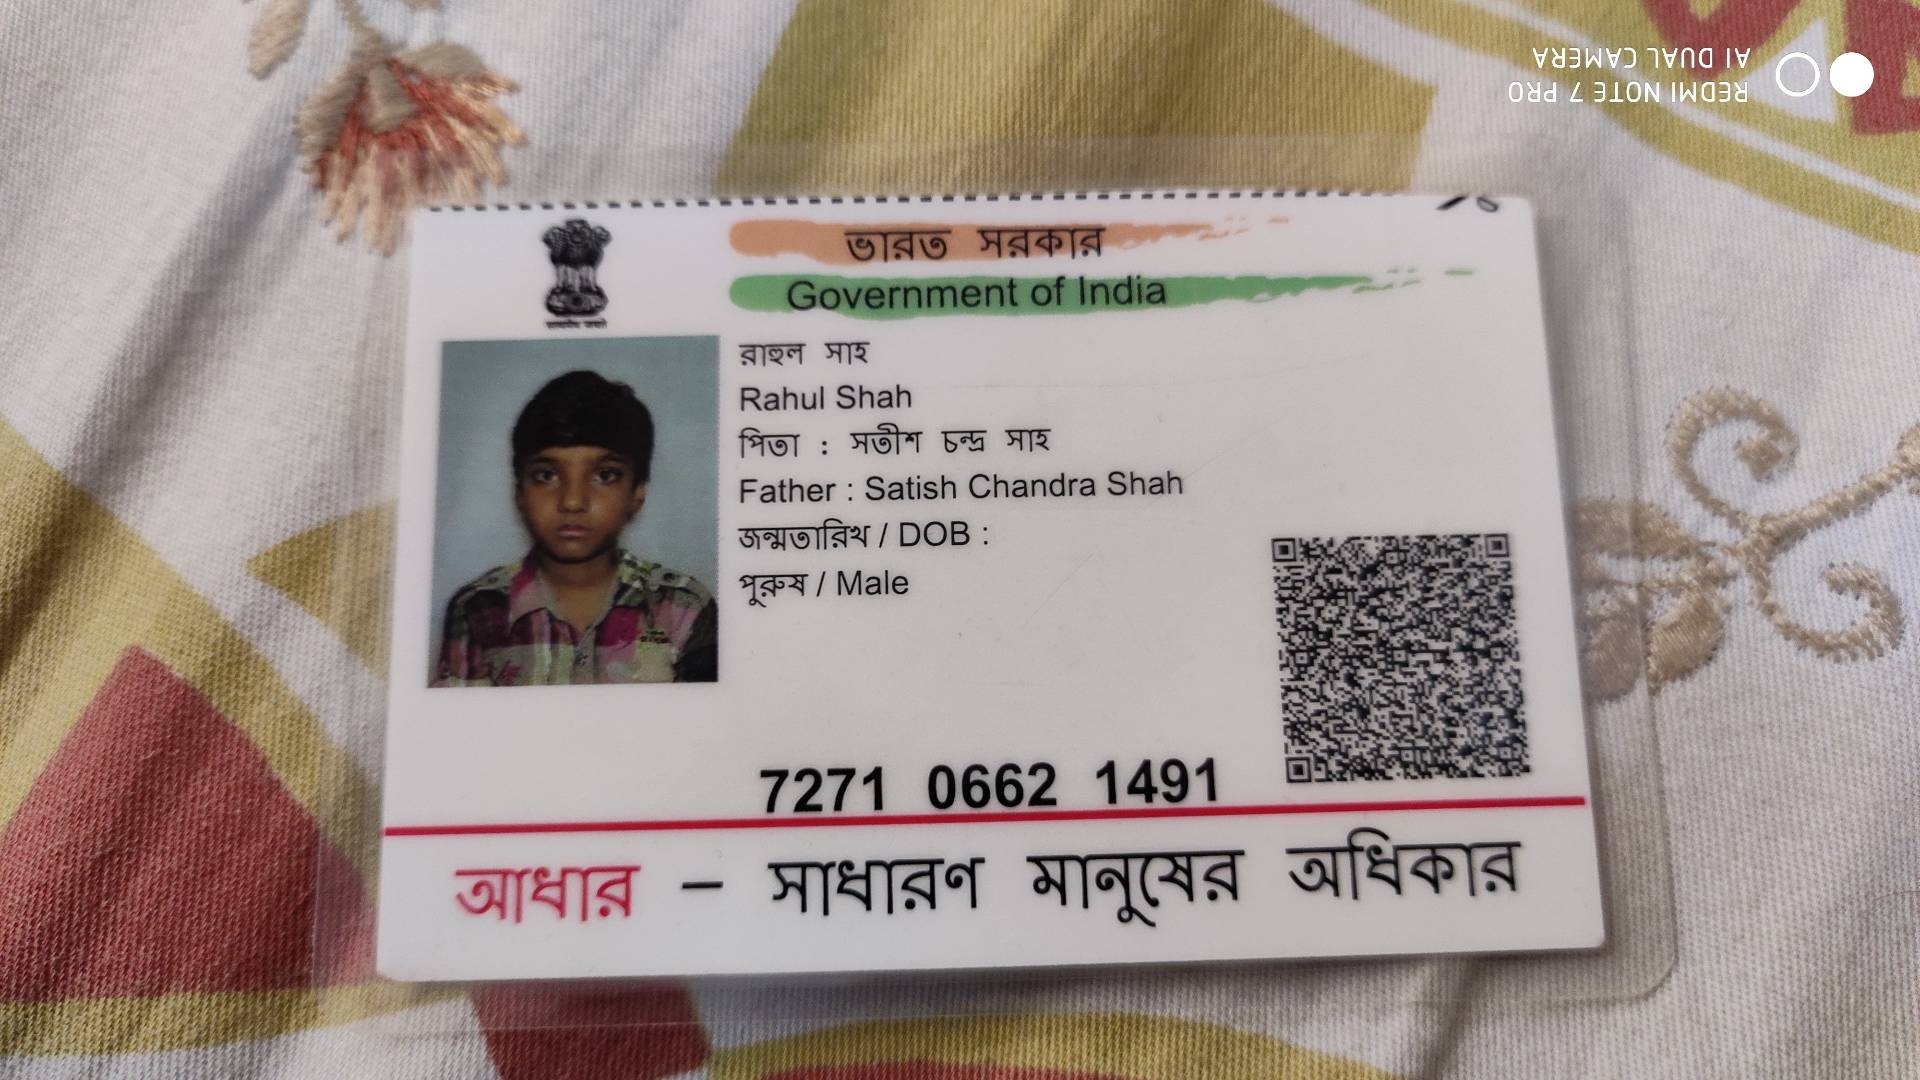 ভারত সরকার
Government of India
রাহুল সাহ
Rahul Shah
পিতা : সতীশ চন্দ্র সাহ
Father : Satish Chandra Shah
জন্মতারিখ / DOB :
পুরুষ / Male
7271 0662 1491
আধার – সাধারণ মানুষের অধিকার
REDMI NOTE 7 PRO
AI DUAL CAMERA